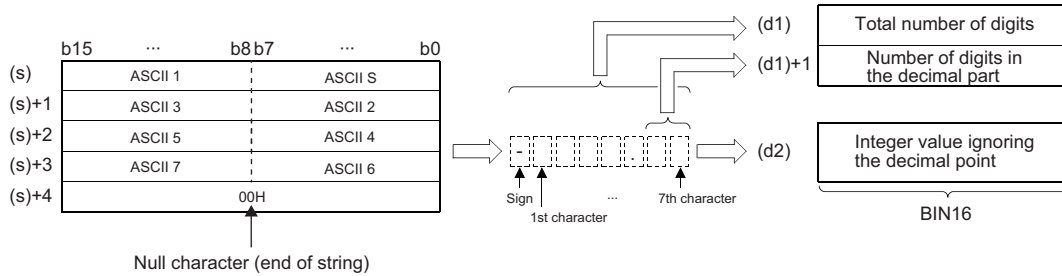 (d1)
Total number of digits
b15 ... b8 b7 ... b0
(d1)+1
Number of digits in
the decimal part
(s)
ASCII 1
ASCII S
(s)+1
ASCII 3
ASCII 2
(s)+2
ASCII 5
ASCII 4
(s)+3
ASCII 7
ASCII 6
(s)+4
00H
- .
(d2)
Integer value ignoring
the decimal point
Sign
...
7th character
1st character
BIN16
Null character (end of string)